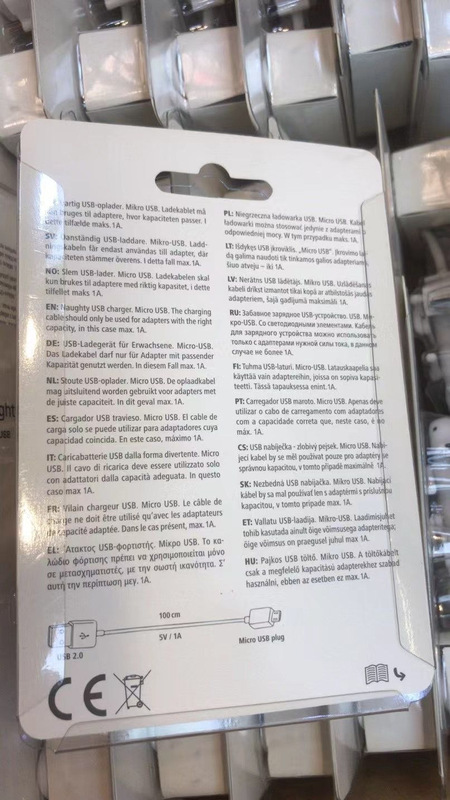 artig USB-oplader. Mikro USB. Ladekablet må
bruges til adaptere, hvor kapaciteten passer. I
dette tilfælde maks. 1A.
SV: Uanständig USB-laddare. Mikro-USB. Ladd-
ningskabeln får endast användas till adapter, där
kapaciteten stämmer överens. I detta fall max. 1A.
NO: Slem USB-lader. Micro USB. Ladekabelen skal
kun brukes til adaptere med riktig kapasitet, i dette
tilfellet maks 1A.
EN: Naughty USB charger. Micro USB. The charging
cable should only be used for adapters with the right
capacity, in this case max. 1A.
DE: USB-Ladegerät für Erwachsene. Micro-USB.
Das Ladekabel darf nur für Adapter mit passender
Kapazität genutzt werden. In diesem Fall max. 1A.
NL: Stoute USB-oplader. Micro USB. De oplaadkabel
mag uitsluitend worden gebruikt voor adapters met
de juiste capaciteit. In dit geval max. 1A.
ES: Cargador USB travieso. Micro USB. El cable de
carga solo se puede utilizar para adaptadores cuya
capacidad coincida. En este caso, máximo 1A.
IT: Caricatterie USB dalla forma divertente. Micro
USB. Il cavo di ricarica deve essere utilizzato solo
con adattatori dalla capacità adeguata. In questo
caso max 1A.
FR: Vilain chargeur USB. Micro USB. Le câble de
charge ne doit être utilisé qu'avec les adaptateurs
de capacité adaptée. Dans le cas présent, max. 1A.
EL: Άτακτος USB-φορτιστής. Μίκρο USB. Το κα-
λώδιο φόρτισης πρέπει να χρησιμοποιείται μόνο
σε μετασχηματιστές, με την σωστή ικανότητα. Σ'
αυτή την περίπτωση μεγ. 1A.
PL: Niegrzeczna ładowarka USB. Micro USB. Kabel
ładowarki można stosować jedynie z adapterami o
odpowiedniej mocy. W tym przypadku maks. 1A.
LT: Išdykęs USB įkroviklis. „Micro USB". Įkrovimo lai-
dą galima naudoti tik tinkamos galios adapteriams,
šiuo atveju – iki 1A.
LV: Nerātns USB lādētājs. Mikro USB. Uzlādēšanas
kabeli drīkst izmantot tikai kopā ar atbilstošās jaudas
adapteriem, šajā gadījumā maksimāli 1A.
RU: Забавное зарядное USB-устройство. USB. Ми-
кро-USB. Со светодиодными элементами. Кабель
для зарядного устройства можно использовать
только с адаптерами нужной силы тока, в данном
случае не более 1A.
FI: Tuhma USB-laturi. Micro USB. Latauskaapelia saa
käyttää vain adaptereihin, joissa on sopiva kapasi-
teetti. Tässä tapauksessa enint. 1A.
PT: Carregador USB maroto. Micro USB. Apenas deve
utilizar o cabo de carregamento com adaptadores
com a capacidade correta que, neste caso, é no
máx. 1A.
CS: USB nabíječka - zlobivý pejsek. Micro USB. Nabí-
jecí kabel by se měl používat pouze pro adaptéry se
správnou kapacitou, v tomto případě maximálně 1A.
SK: Nezbedná USB nabíjačka. Mikro USB. Nabíjací
kábel by sa mal používať len s adaptérmi s príslušnou
kapacitou, v tomto prípade max. 1A.
ET: Vallatu USB-laadija. Mikro-USB. Laadimisjuhet
tohib kasutada ainult õige võimsusega adapteritega;
õige võimsus on praegusel juhul max. 1A.
HU: Pajkos USB töltő. Mikro USB. A töltőkábelt
csak a megfelelő kapacitású adapterekhez szabad
használni, ebben az esetben ez max. 1A.
100 cm
5V / 1A
USB 2.0
Micro USB plug
CE
ght
USB